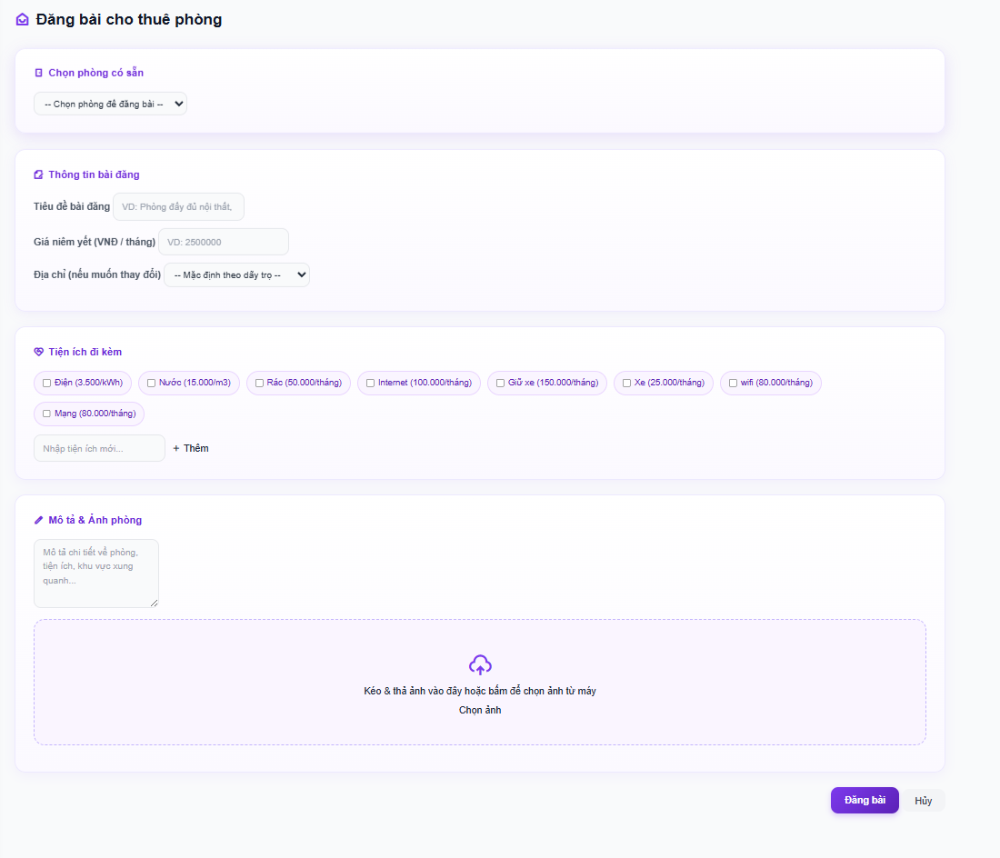 Đăng bài cho thuê phòng
Chọn phòng có sẵn
-- Chọn phòng để đăng bài --
Thông tin bài đăng
Tiêu đề bài đăng VD: Phòng đầy đủ nội thất,
Giá niêm yết (VNĐ / tháng) VD: 2500000
Địa chỉ (nếu muốn thay đổi) -- Mặc định theo dãy trọ --
Tiện ích đi kèm
Điện (3.500/kWh) Nước (15.000/m3) Rác (50.000/tháng) Internet (100.000/tháng) Giữ xe (150.000/tháng) Xe (25.000/tháng) wifi (80.000/tháng)
Mạng (80.000/tháng)
Nhập tiện ích mới... + Thêm
Mô tả & Ảnh phòng
Mô tả chi tiết về phòng,
tiện ích, khu vực xung
quanh...
Kéo & thả ảnh vào đây hoặc bấm để chọn ảnh từ máy
Chọn ảnh
Đăng bài Hủy